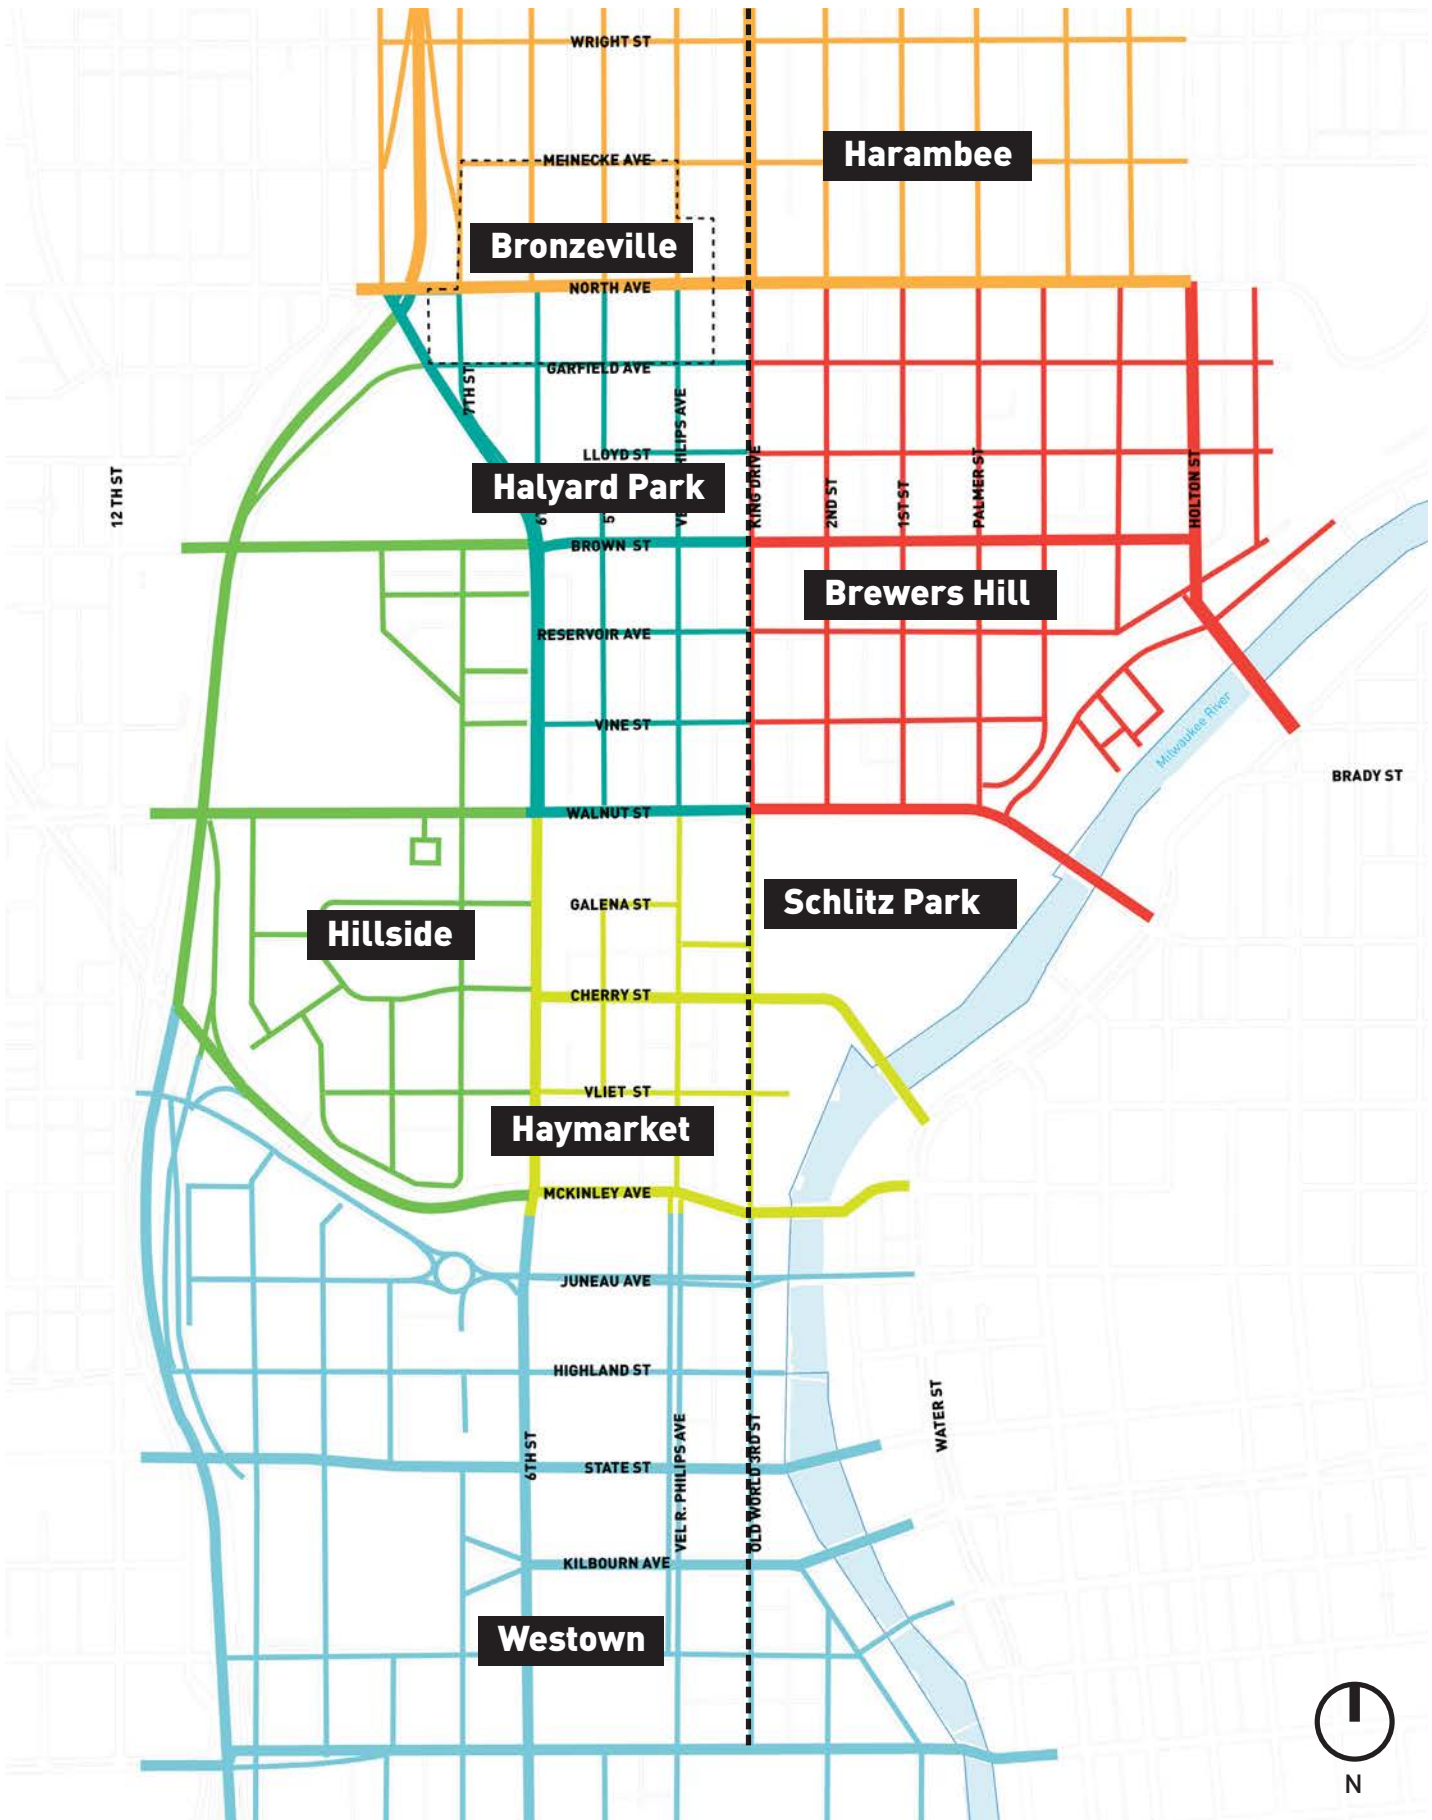 WRIGHT ST
Harambee
MEINECKE AVE
Bronzeville
NORTH AVE
GARFIELD AVE
7TH ST
LLOYD ST
KING DRIVE
2ND ST
1ST ST
PALMER ST
HOLTON ST
12 TH ST
Halyard Park
BROWN ST
Brewers Hill
RESERVOIR AVE
VINE ST
Milwaukee River
BRADY ST
WALNUT ST
GALENA ST
Schlitz Park
Hillside
CHERRY ST
VLIET ST
Haymarket
MCKINLEY AVE
JUNEAU AVE
HIGHLAND ST
6TH ST
VEL R. PHILIPS AVE
OLD WORLD 3RD ST
WATER ST
STATE ST
KILBOURN AVE
Westown
N